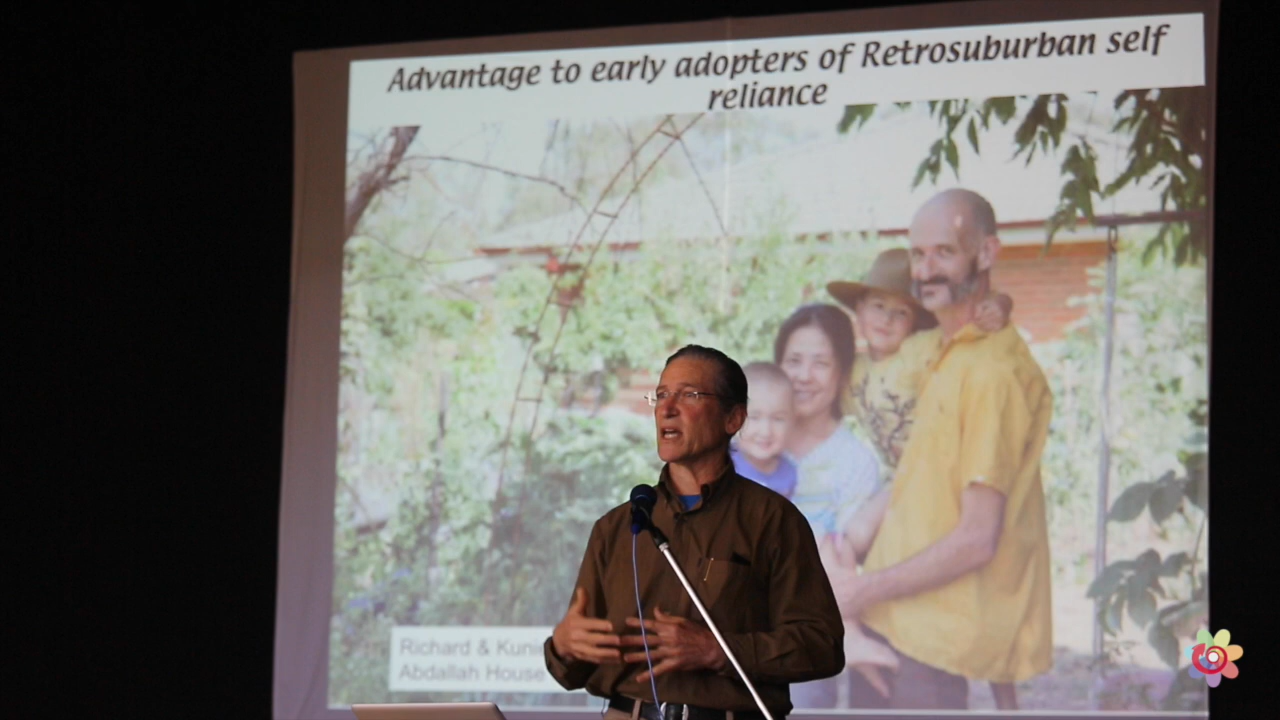 Advantage to early adopters of Retrosuburban self
reliance
Richard &
Abdallah House